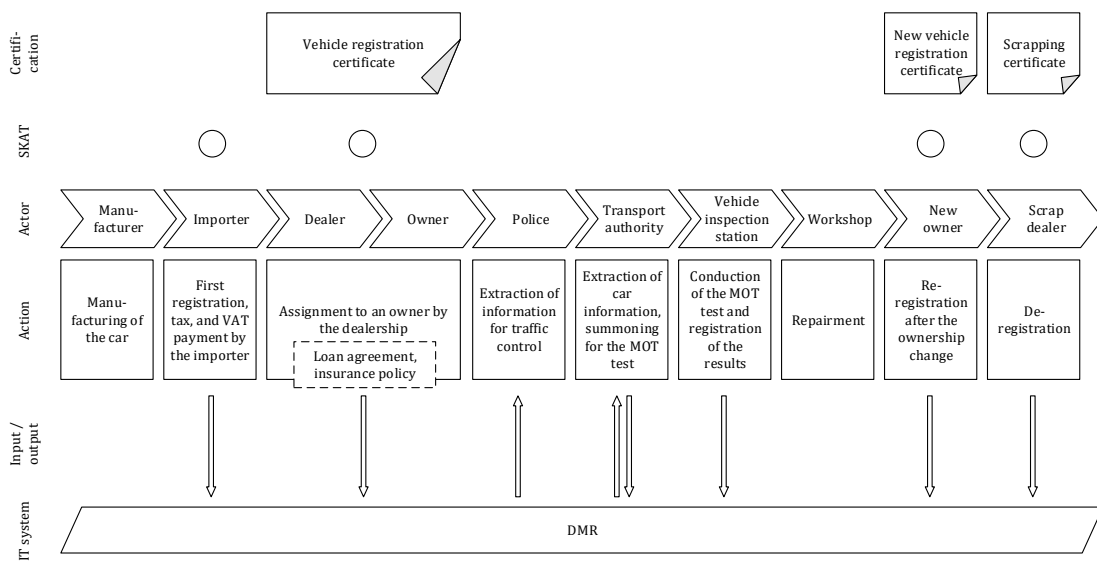 Certifi-
cation
Vehicle registration
certificate
New vehicle
registration
certificate
Scrapping
certificate
SKAT
Actor
Manu-
facturer
Importer
Dealer
Owner
Police
Transport
authority
Vehicle
inspection
station
Workshop
New
owner
Scrap
dealer
Action
Manu-
facturing of
the car
First
registration,
tax, and VAT
payment by
the importer
Assignment to an owner by
the dealership
Loan agreement,
insurance policy
Extraction of
information
for traffic
control
Extraction of
car
information,
summoning
for the MOT
test
Conduction
of the MOT
test and
registration
of the
results
Repairment
Re-
registration
after the
ownership
change
De-
registration
Input /
output
IT system
DMR